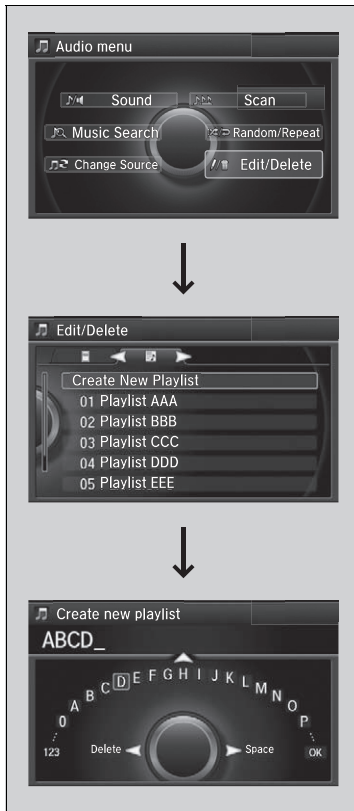 Audio menu
Sound Scan
Music Search Random/Repeat
Change Source Edit/Delete
Edit/Delete
Create New Playlist
01 Playlist AAA
02 Playlist BBB
03 Playlist CCC
04 Playlist DDD
05 Playlist EEE
Create new playlist
ABCD_
0 A B C D E F G H I J K L M N O P
123 Delete Space OK